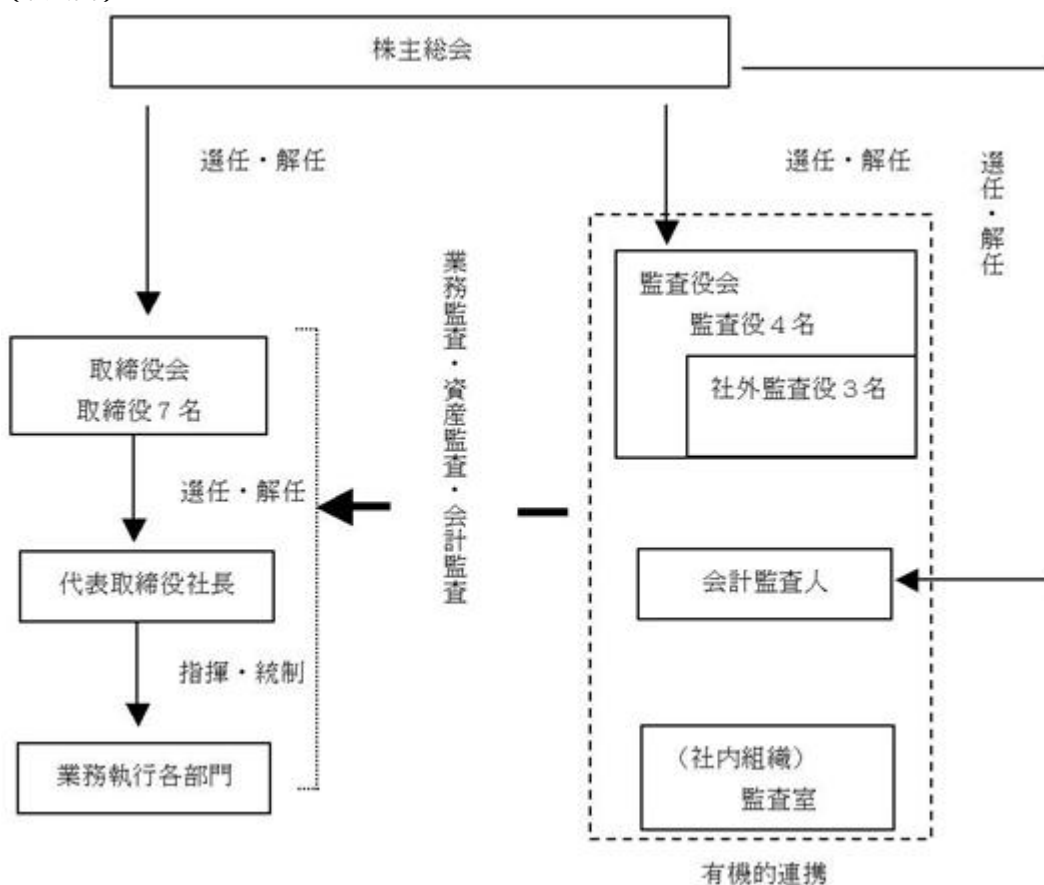 株主総会
選任・解任
選任・解任
選任・解任
業務監査・資産監査・会計監査
監査役会
監査役4名
社外監査役3名
取締役会
取締役7名
選任・解任
代表取締役社長
会計監査人
指揮・統制
業務執行各部門
(社内組織)
監査室
有機的連携